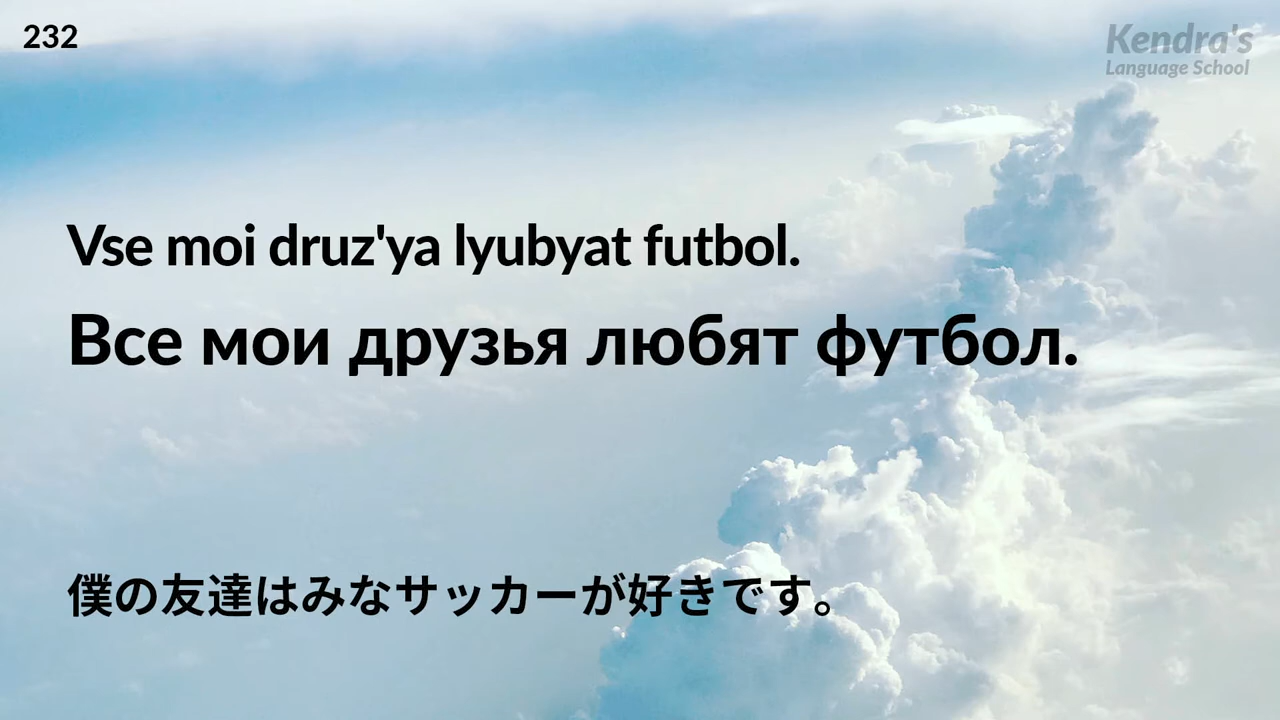 232
Kendra's
Language School
Vse moi druz'ya lyubyat futbol.
Все мои друзья любят футбол.
僕の友達はみなサッカーが好きです。